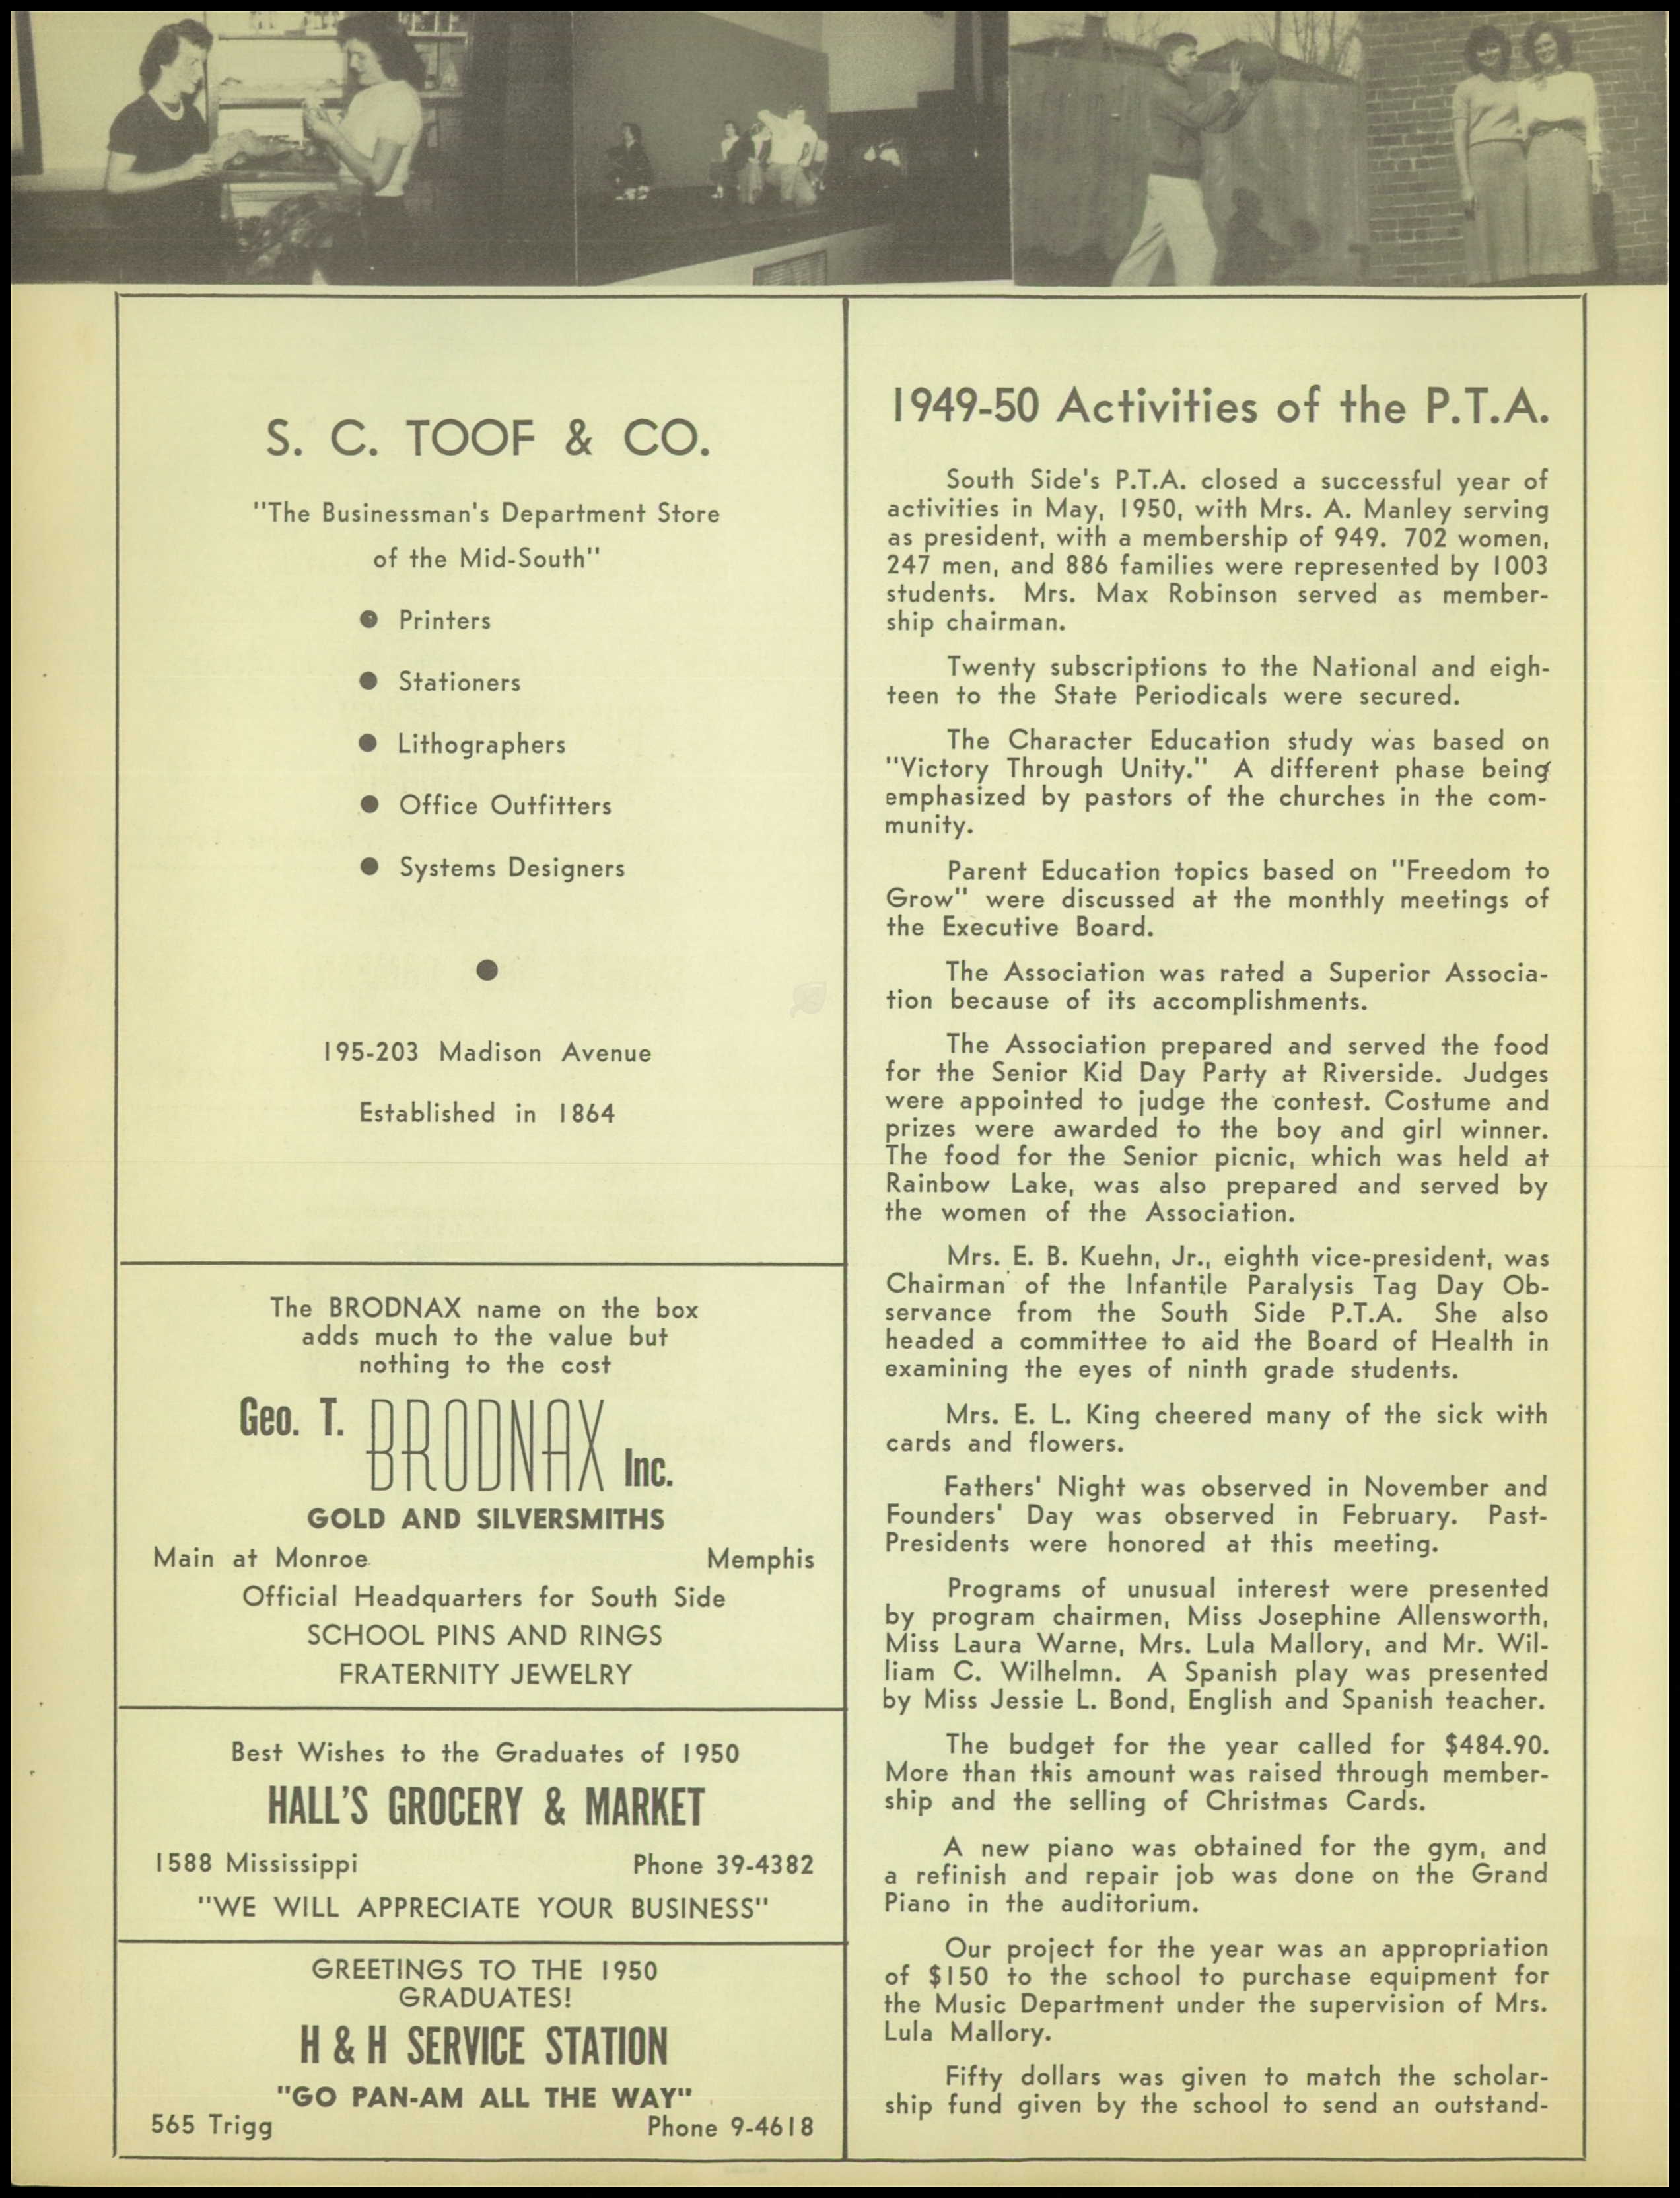 S. C. TOOF & CO.
"The Businessman's Department Store
of the Mid-South"
● Printers
● Stationers
● Lithographers
● Office Outfitters
● Systems Designers
●
195-203 Madison Avenue
Established in 1864
The BRODNAX name on the box
adds much to the value but
nothing to the cost
Geo. T. BRODNAX Inc.
GOLD AND SILVERSMITHS
Main at Monroe Memphis
Official Headquarters for South Side
SCHOOL PINS AND RINGS
FRATERNITY JEWELRY
Best Wishes to the Graduates of 1950
HALL'S GROCERY & MARKET
1588 Mississippi Phone 39-4382
"WE WILL APPRECIATE YOUR BUSINESS"
GREETINGS TO THE 1950
GRADUATES!
H & H SERVICE STATION
"GO PAN-AM ALL THE WAY"
565 Trigg Phone 9-4618
1949-50 Activities of the P.T.A.
South Side's P.T.A. closed a successful year of
activities in May, 1950, with Mrs. A. Manley serving
as president, with a membership of 949. 702 women,
247 men, and 886 families were represented by 1003
students. Mrs. Max Robinson served as member-
ship chairman.
Twenty subscriptions to the National and eigh-
teen to the State Periodicals were secured.
The Character Education study was based on
"Victory Through Unity." A different phase being
emphasized by pastors of the churches in the com-
munity.
Parent Education topics based on "Freedom to
Grow" were discussed at the monthly meetings of
the Executive Board.
The Association was rated a Superior Associa-
tion because of its accomplishments.
The Association prepared and served the food
for the Senior Kid Day Party at Riverside. Judges
were appointed to judge the contest. Costume and
prizes were awarded to the boy and girl winner.
The food for the Senior picnic, which was held at
Rainbow Lake, was also prepared and served by
the women of the Association.
Mrs. E. B. Kuehn, Jr., eighth vice-president, was
Chairman of the Infantile Paralysis Tag Day Ob-
servance from the South Side P.T.A. She also
headed a committee to aid the Board of Health in
examining the eyes of ninth grade students.
Mrs. E. L. King cheered many of the sick with
cards and flowers.
Fathers' Night was observed in November and
Founders' Day was observed in February. Past-
Presidents were honored at this meeting.
Programs of unusual interest were presented
by program chairmen, Miss Josephine Allensworth,
Miss Laura Warne, Mrs. Lula Mallory, and Mr. Wil-
liam C. Wilhelmn. A Spanish play was presented
by Miss Jessie L. Bond, English and Spanish teacher.
The budget for the year called for $484.90.
More than this amount was raised through member-
ship and the selling of Christmas Cards.
A new piano was obtained for the gym, and
a refinish and repair job was done on the Grand
Piano in the auditorium.
Our project for the year was an appropriation
of $150 to the school to purchase equipment for
the Music Department under the supervision of Mrs.
Lula Mallory.
Fifty dollars was given to match the scholar-
ship fund given by the school to send an outstand-